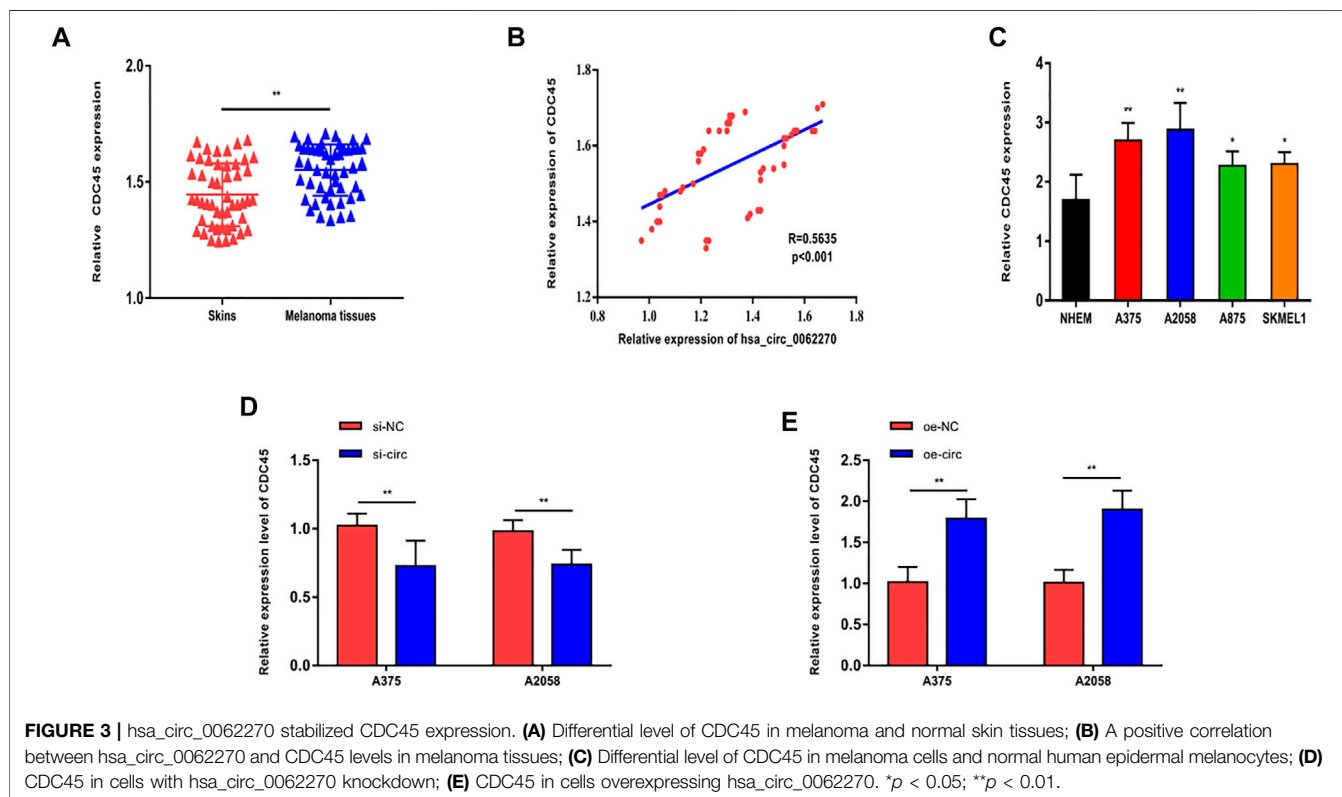 A
Relative CDC45 expression
2.0
1.5
1.0
**
Skins
Melanoma tissues
B
Relative expression of CDC45
1.8
1.6
1.4
1.2
R=0.5635
p<0.001
0.8
1.0
1.2
1.4
1.6
1.8
Relative expression of hsa_circ_0062270
C
Relative CDC45 expression
4
3
2
1
0
**
**
*
*
NHEM
A375
A2058
A875
SKMEL1
D
si-NC
si-circ
Relative expression level of CDC45
1.5
1.0
0.5
0.0
**
**
A375
A2058
E
oe-NC
oe-circ
Relative expression level of CDC45
2.5
2.0
1.5
1.0
0.5
0.0
**
**
A375
A2058
FIGURE 3 | hsa_circ_0062270 stabilized CDC45 expression. (A) Differential level of CDC45 in melanoma and normal skin tissues; (B) A positive correlation
between hsa_circ_0062270 and CDC45 levels in melanoma tissues; (C) Differential level of CDC45 in melanoma cells and normal human epidermal melanocytes; (D)
CDC45 in cells with hsa_circ_0062270 knockdown; (E) CDC45 in cells overexpressing hsa_circ_0062270. *p < 0.05; **p < 0.01.